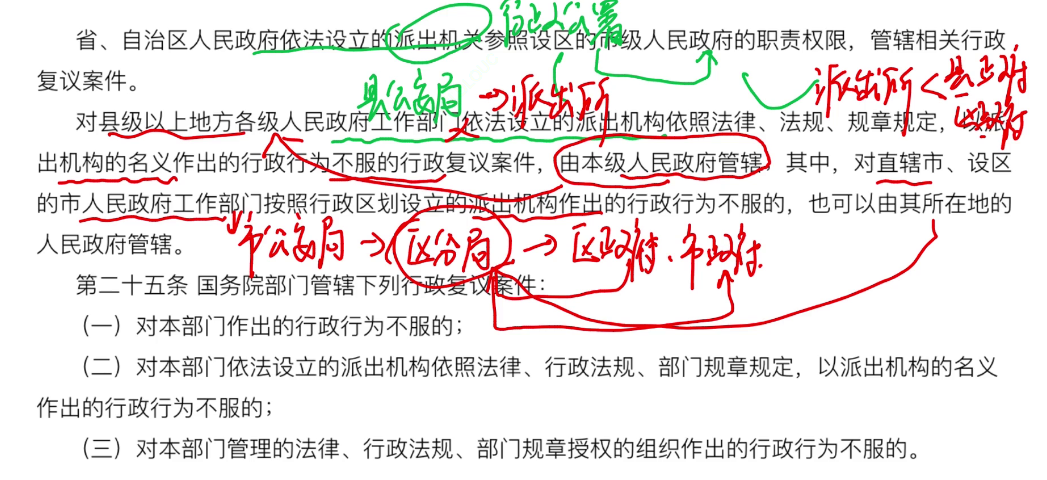 行政公署
省、自治区人民政府依法设立的派出机关参照设区的市级人民政府的职责权限，管辖相关行政
复议案件。
县公安局→派出所
派出所<县政府
区政府
对县级以上地方各级人民政府工作部门依法设立的派出机构依照法律、法规、规章规定，以派
出机构的名义作出的行政行为不服的行政复议案件，由本级人民政府管辖。其中，对直辖市、设区
的市人民政府工作部门按照行政区划设立的派出机构作出的行政行为不服的，也可以由其所在地的
人民政府管辖。
市公安局→区分局→区政府、市政府
第二十五条 国务院部门管辖下列行政复议案件：
（一）对本部门作出的行政行为不服的；
（二）对本部门依法设立的派出机构依照法律、行政法规、部门规章规定，以派出机构的名义
作出的行政行为不服的；
（三）对本部门管理的法律、行政法规、部门规章授权的组织作出的行政行为不服的。